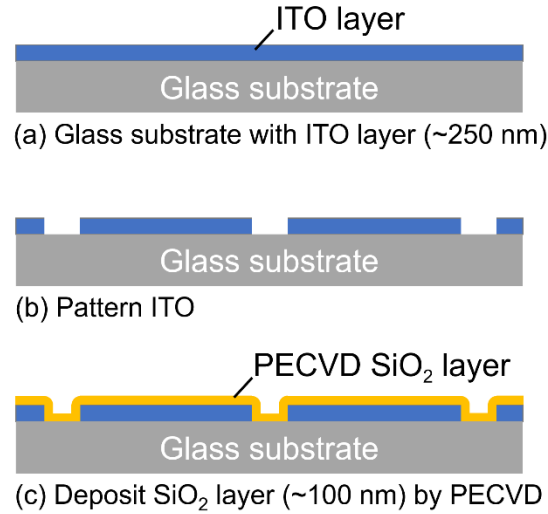 ITO layer
Glass substrate
(a) Glass substrate with ITO layer (~250 nm)
Glass substrate
(b) Pattern ITO
PECVD SiO₂ layer
Glass substrate
(c) Deposit SiO₂ layer (~100 nm) by PECVD